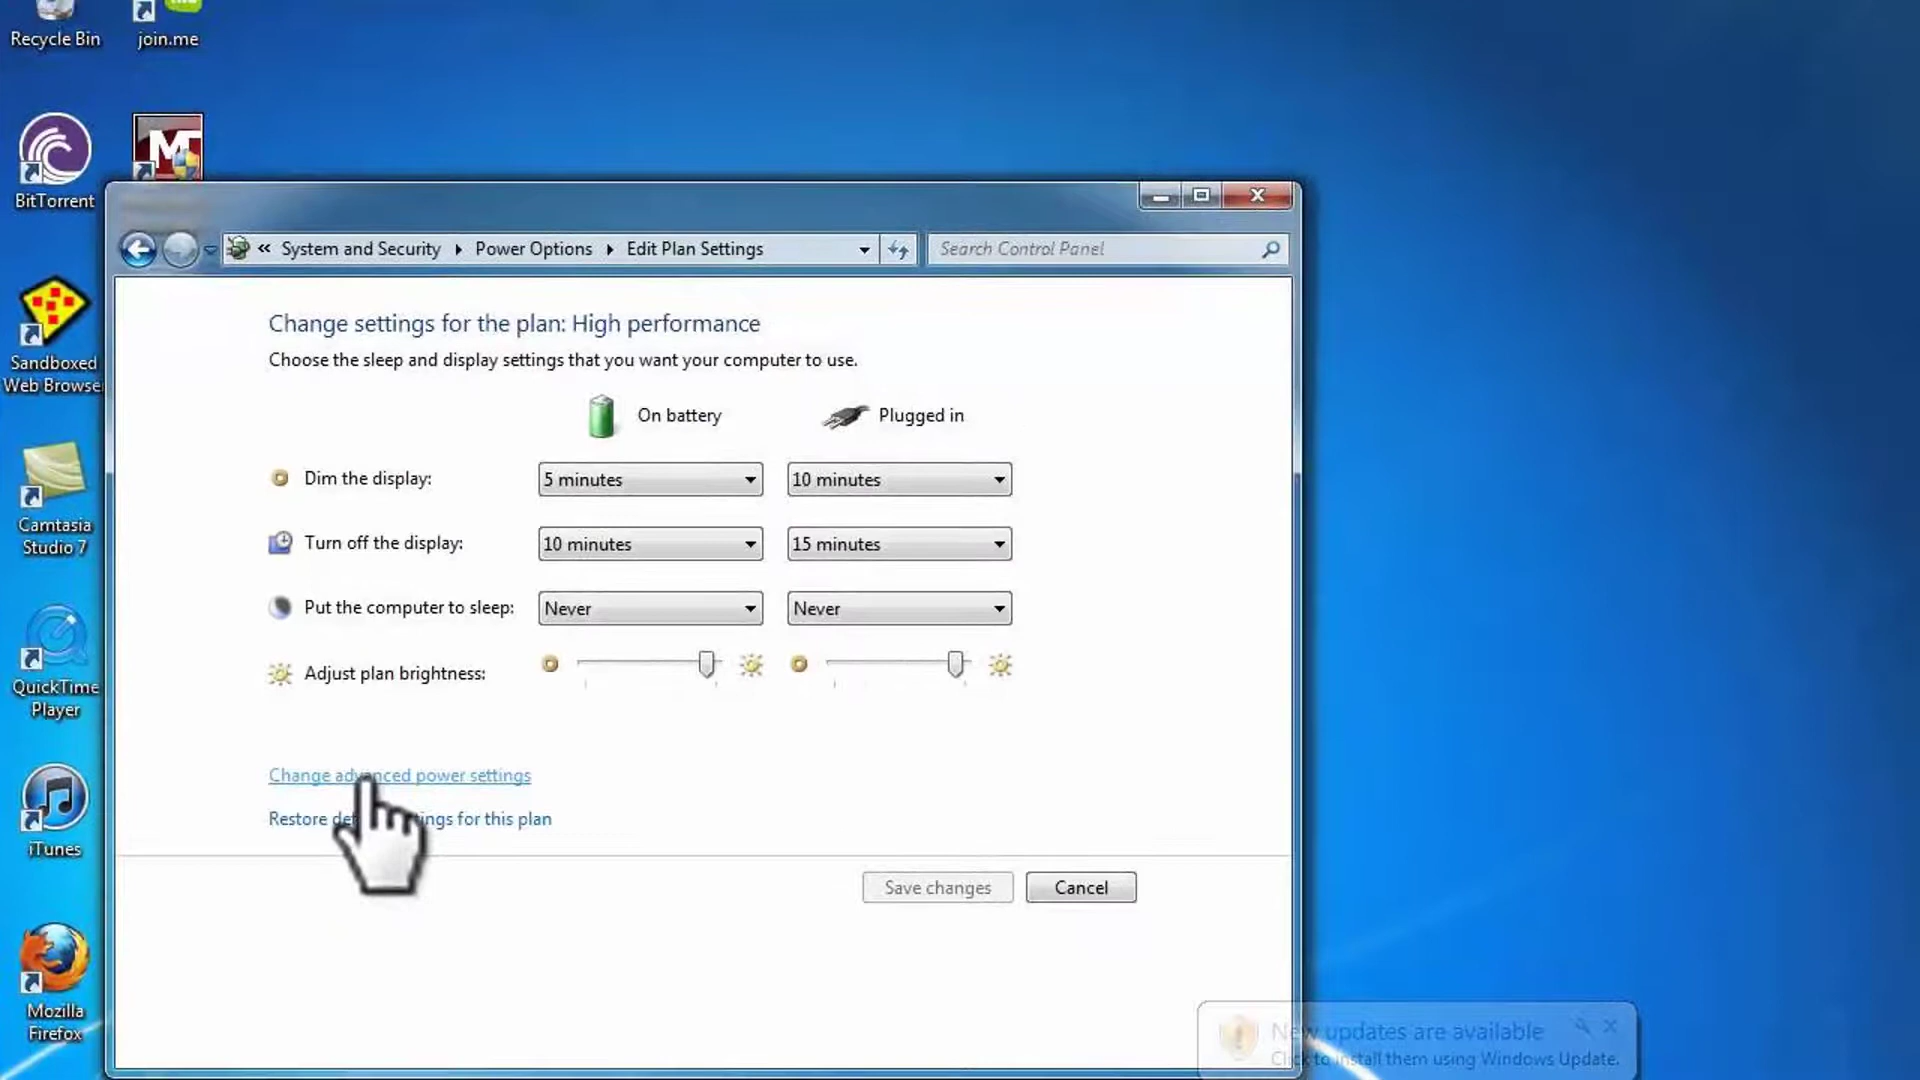 Recycle Bin
join.me
BitTorrent
Sandboxed
Web Browse
Camtasia
Studio 7
QuickTime
Player
iTunes
Mozilla
Firefox
« System and Security Power Options Edit Plan Settings
Search Control Panel
Change settings for the plan: High performance
Choose the sleep and display settings that you want your computer to use.
On battery Plugged in
Dim the display: 5 minutes 10 minutes
Turn off the display: 10 minutes 15 minutes
Put the computer to sleep: Never Never
Adjust plan brightness:
Change advanced power settings
Restore settings for this plan
Save changes Cancel
New updates are available
Click to install them using Windows Update.